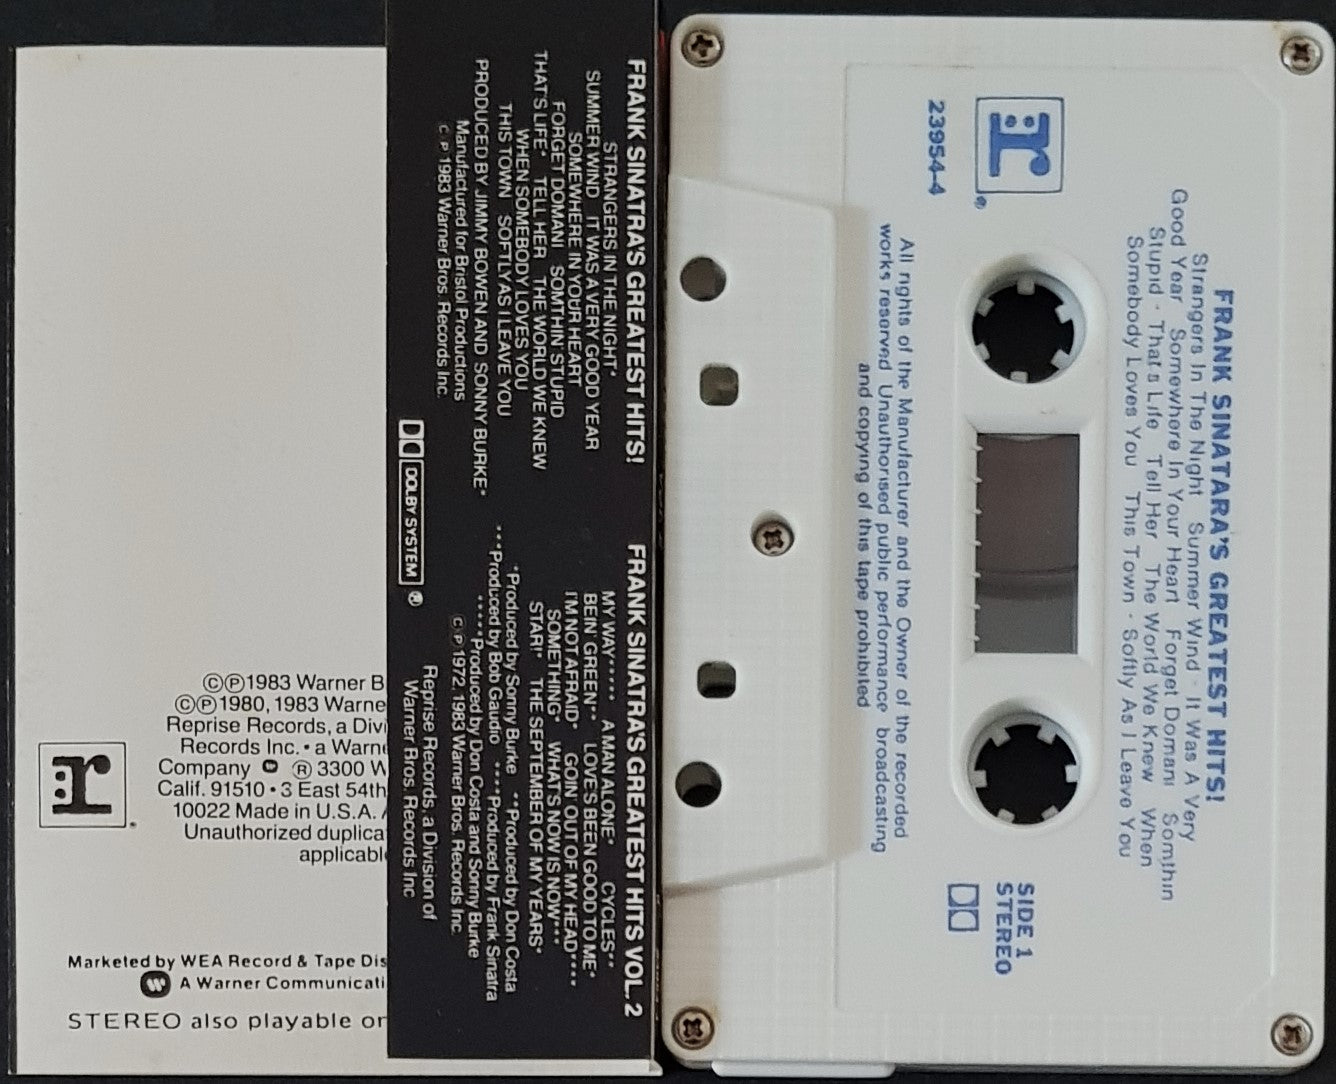 ⒸⓅ1983 Warner B
ⒸⓅ1980, 1983 Warne
Reprise Records, a Divi
Records Inc. • a Warne
Company Ⓡ 3300 W
Calif. 91510 • 3 East 54th
10022 Made in U.S.A.
Unauthorized duplica
applicabl
r
Marketed by WEA Record & Tape Dis
A Warner Communicati
STEREO also playable or
FRANK SINATRA'S GREATEST HITS!
STRANGERS IN THE NIGHT*
SUMMER WIND IT WAS A VERY GOOD YEAR
SOMEWHERE IN YOUR HEART
FORGET DOMANI SOMTHIN' STUPID
THAT'S LIFE* TELL HER THE WORLD WE KNEW
WHEN SOMEBODY LOVES YOU
THIS TOWN SOFTLY AS I LEAVE YOU
PRODUCED BY JIMMY BOWEN AND SONNY BURKE*
Manufactured for Bristol Productions
C P 1983 Warner Bros. Records Inc.
DOLBY SYSTEM ®
FRANK SINATRA'S GREATEST HITS VOL. 2
MY WAY***** A MAN ALONE* CYCLES**
BEIN' GREEN** LOVE'S BEEN GOOD TO ME*
I'M NOT AFRAID* GOIN' OUT OF MY HEAD****
SOMETHING* WHAT'S NOW IS NOW***
STAR!* THE SEPTEMBER OF MY YEARS*
*Produced by Sonny Burke **Produced by Don Costa
***Produced by Bob Gaudio ****Produced by Frank Sinatra
*****Produced by Don Costa and Sonny Burke
C P 1972, 1983 Warner Bros. Records Inc.
Reprise Records, a Division of
Warner Bros. Records Inc
r ®
23954-4
FRANK SINATARA'S GREATEST HITS!
Strangers In The Night Summer Wind · It Was A Very
Good Year Somewhere In Your Heart Forget Domani Somthin
Stupid · That s Life Tell Her The World We Knew When
Somebody Loves You This Town · Softly As I Leave You
SIDE 1
STEREO
All rights of the Manufacturer and the Owner of the recorded
works reserved Unauthorised public performance broadcasting
and copying of this tape prohibited